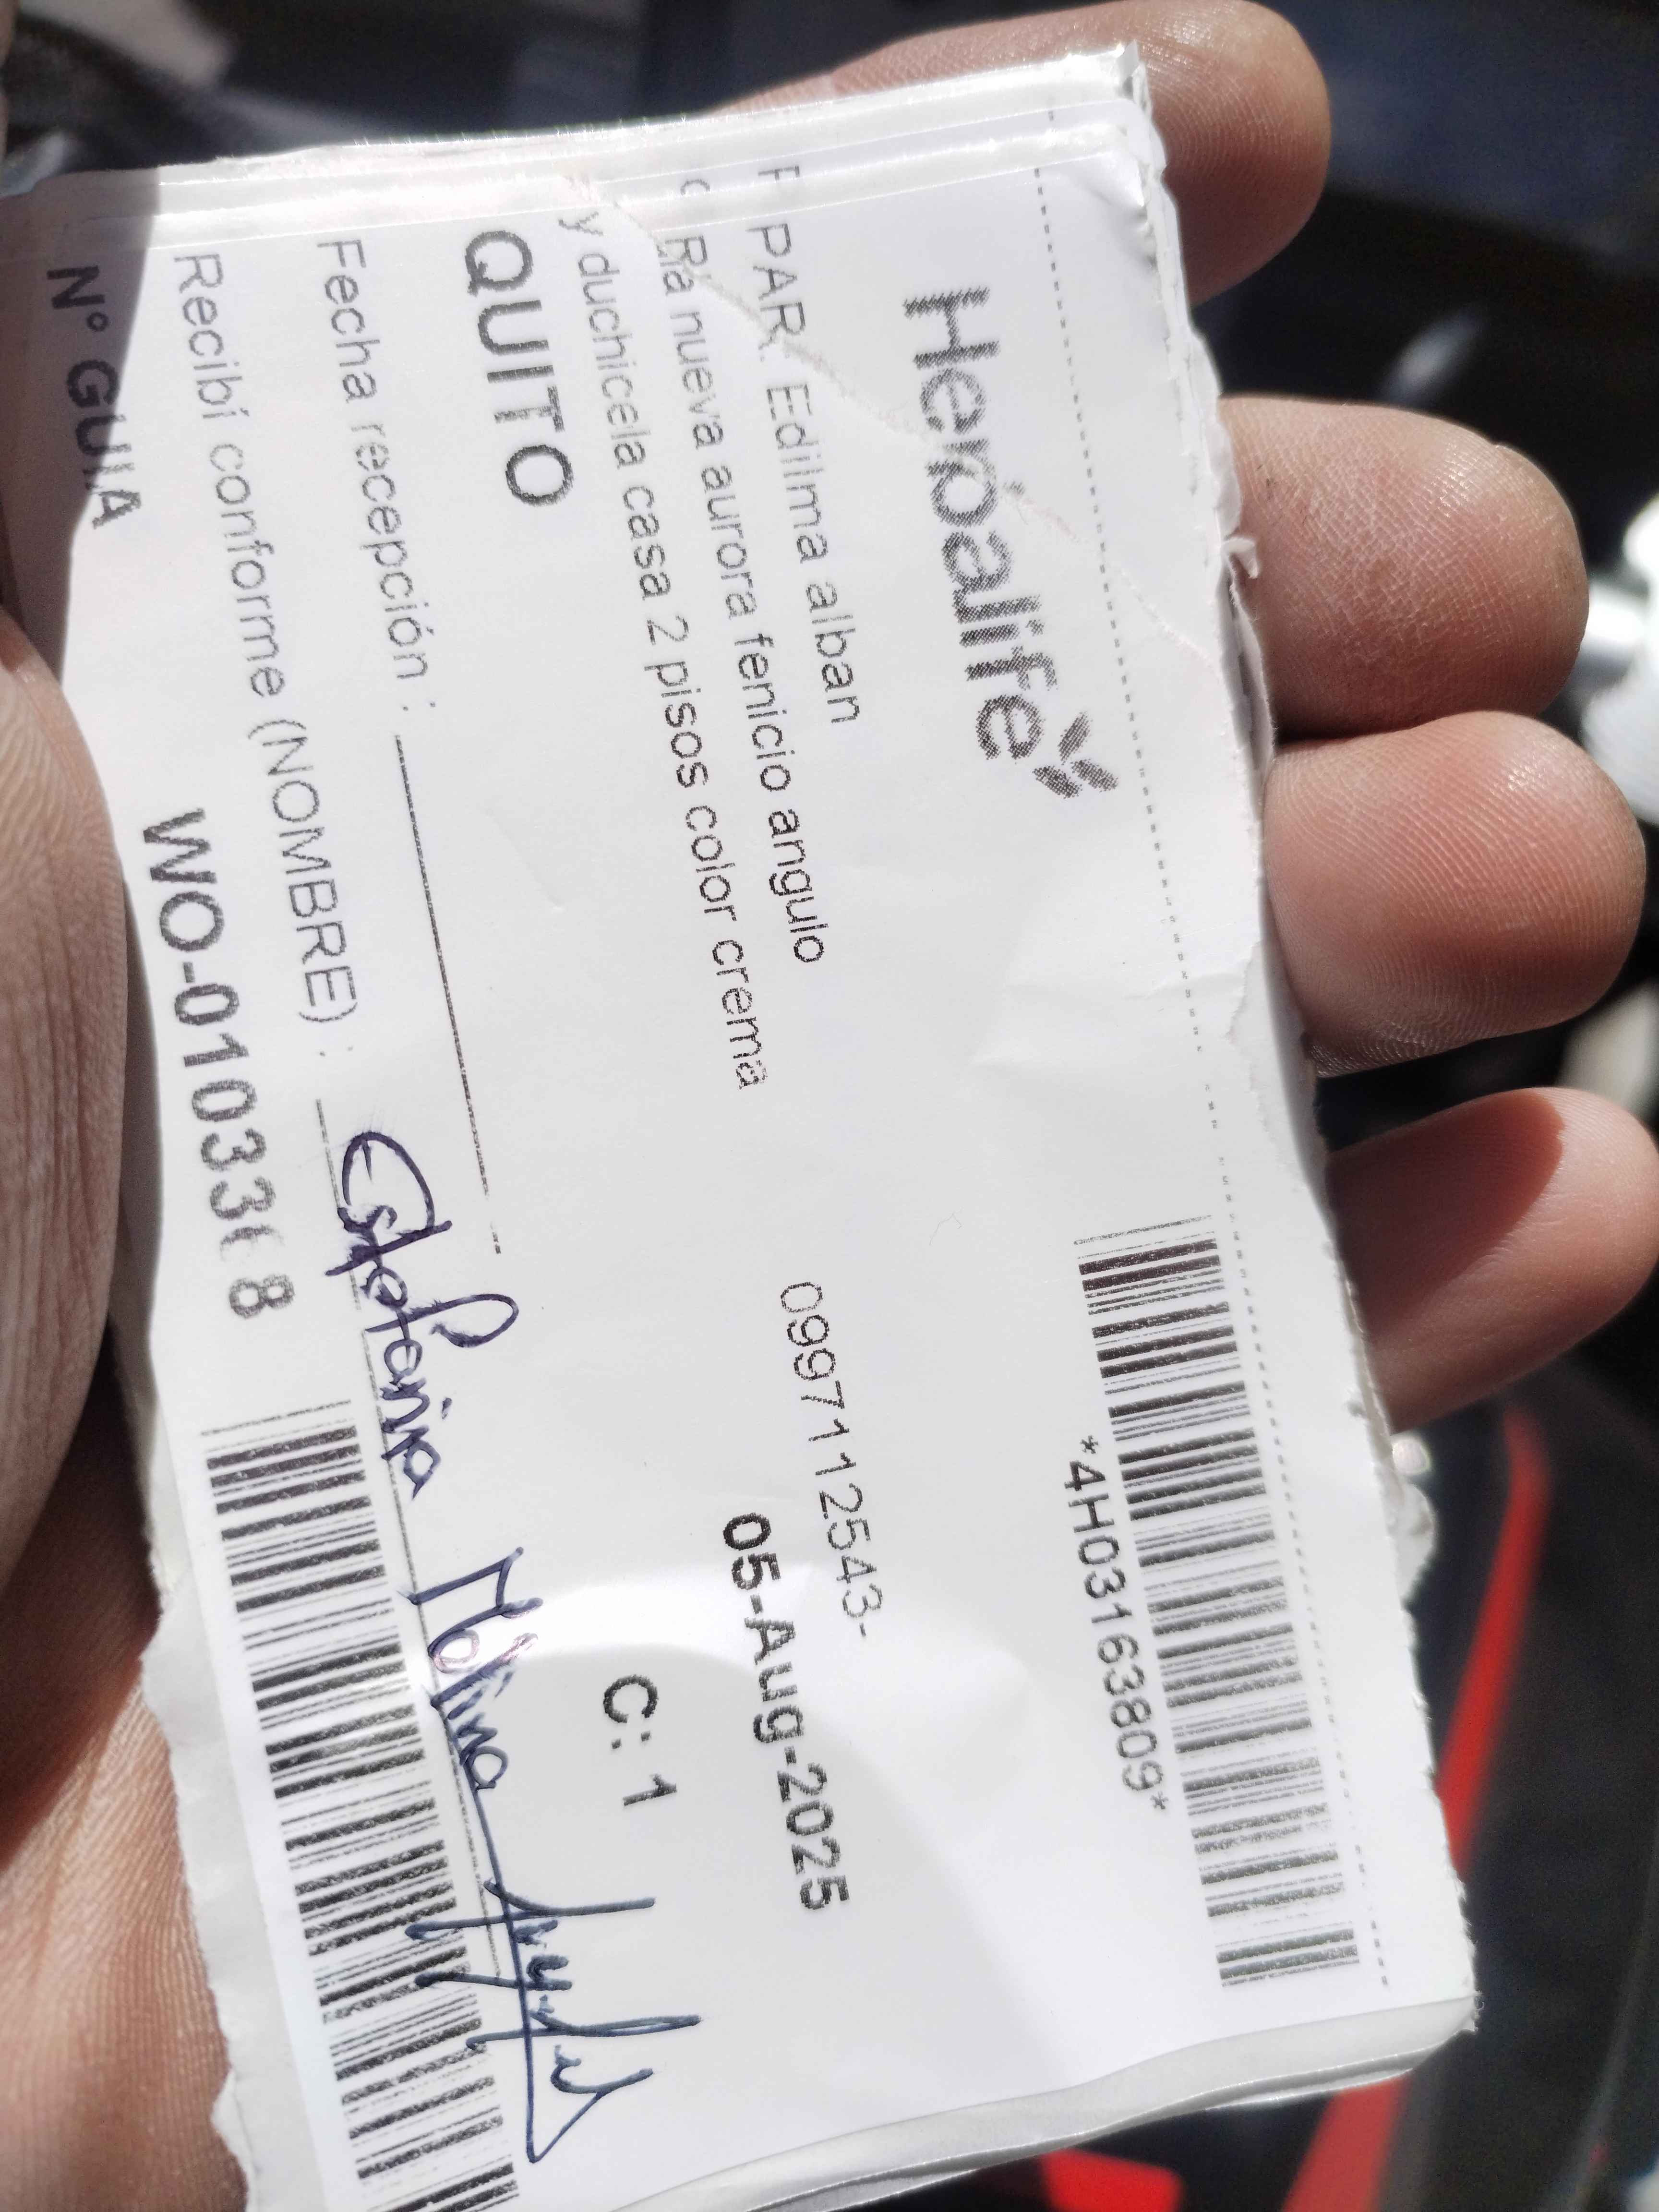 Herbalife
*4H03163809*
PAR. Edilma alban
0997112543-
Ría nueva aurora fenicio angulo
05-Aug-2025
y duchicela casa 2 pisos color crema
QUITO
C: 1
Fecha recepción :
Recibí conforme (NOMBRE) : Estefania Molina
N° GUIA